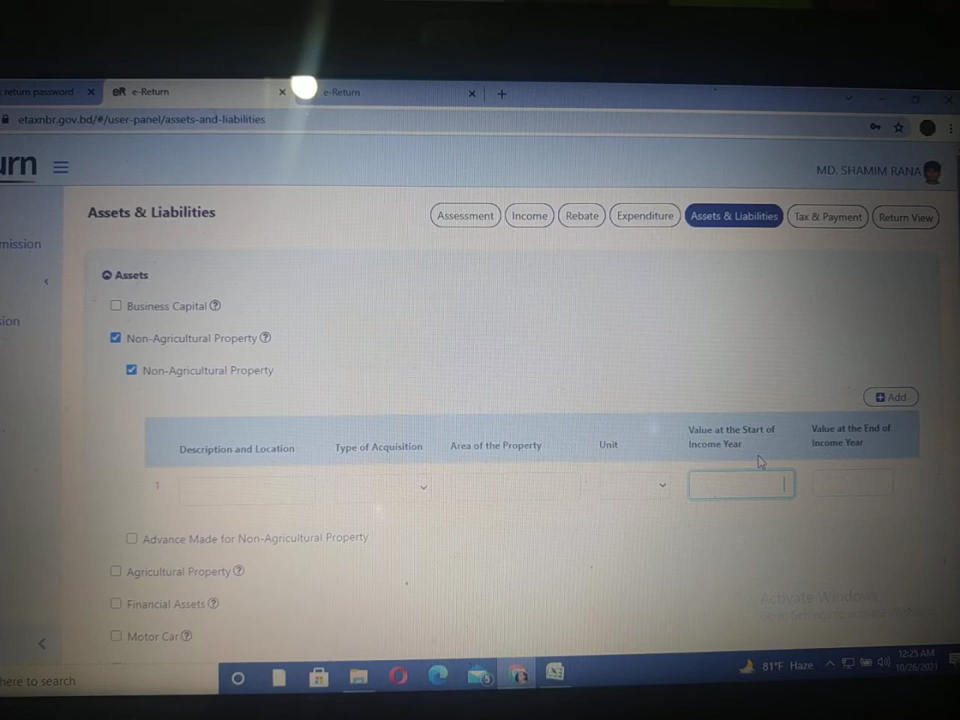 return password -
eR e-Return
e-Return
etaxnbr.gov.bd/#/user-panel/assets-and-liabilities
urn
MD. SHAMIM RANA
Assets & Liabilities
Assessment
Income
Rebate
Expenditure
Assets & Liabilities
Tax & Payment
Return View
mission
sion
Assets
Business Capital
Non-Agricultural Property
Non-Agricultural Property
Add
Description and Location
Type of Acquisition
Area of the Property
Unit
Value at the Start of
Income Year
Value at the End of
Income Year
1
Advance Made for Non-Agricultural Property
Agricultural Property
Financial Assets
Motor Car
Activate Windows
here to search
5
81°F Haze
12:25 AM
10/26/2021